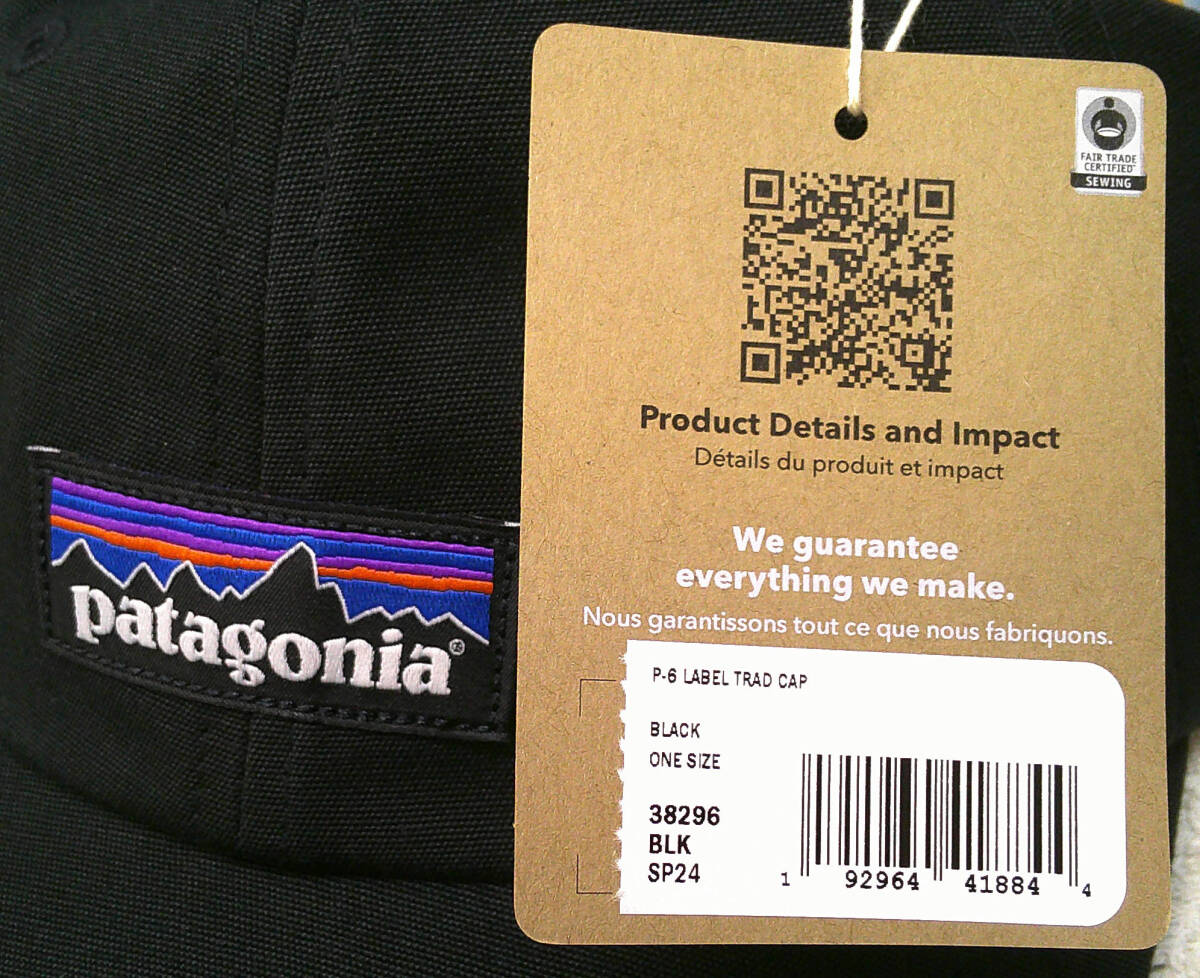 patagonia®
FAIR TRADE
CERTIFIED™
SEWING
Product Details and Impact
Détails du produit et impact
We guarantee
everything we make.
Nous garantissons tout ce que nous fabriquons.
P-6 LABEL TRAD CAP
BLACK
ONE SIZE
38296
BLK
SP24
1 92964 41884 4